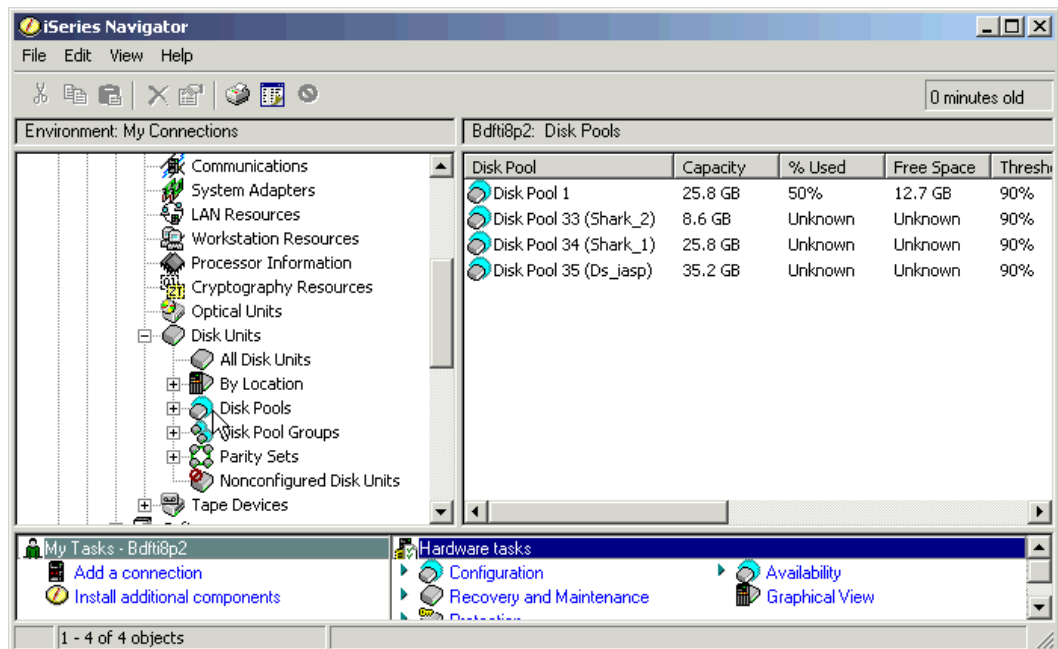 iSeries Navigator
File Edit View Help
0 minutes old
Environment: My Connections
Bdfti8p2: Disk Pools
Communications
System Adapters
LAN Resources
Workstation Resources
Processor Information
Cryptography Resources
Optical Units
Disk Units
All Disk Units
By Location
Disk Pools
Disk Pool Groups
Parity Sets
Nonconfigured Disk Units
Tape Devices
Disk Pool Capacity % Used Free Space Thresh
Disk Pool 1 25.8 GB 50% 12.7 GB 90%
Disk Pool 33 (Shark_2) 8.6 GB Unknown Unknown 90%
Disk Pool 34 (Shark_1) 25.8 GB Unknown Unknown 90%
Disk Pool 35 (Ds_iasp) 35.2 GB Unknown Unknown 90%
My Tasks - Bdfti8p2
Add a connection
Install additional components
Hardware tasks
Configuration Availability
Recovery and Maintenance Graphical View
1 - 4 of 4 objects